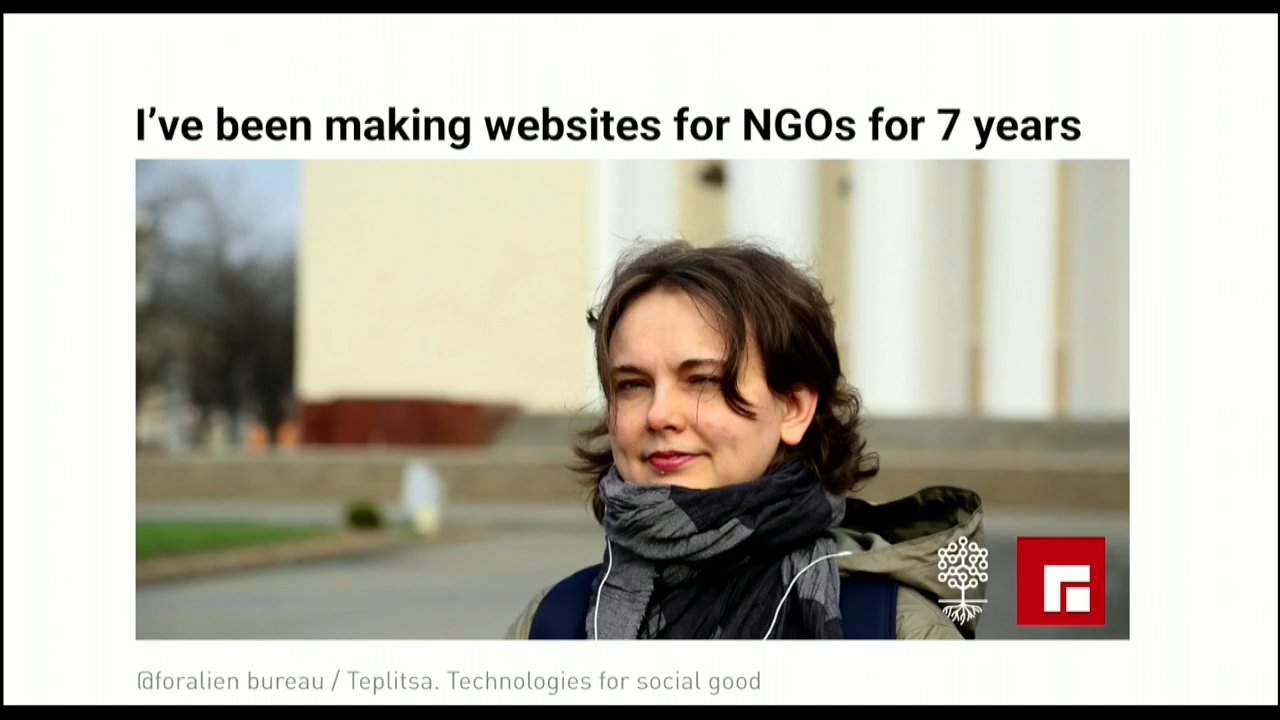 I’ve been making websites for NGOs for 7 years
@foralien bureau / Teplitsa. Technologies for social good